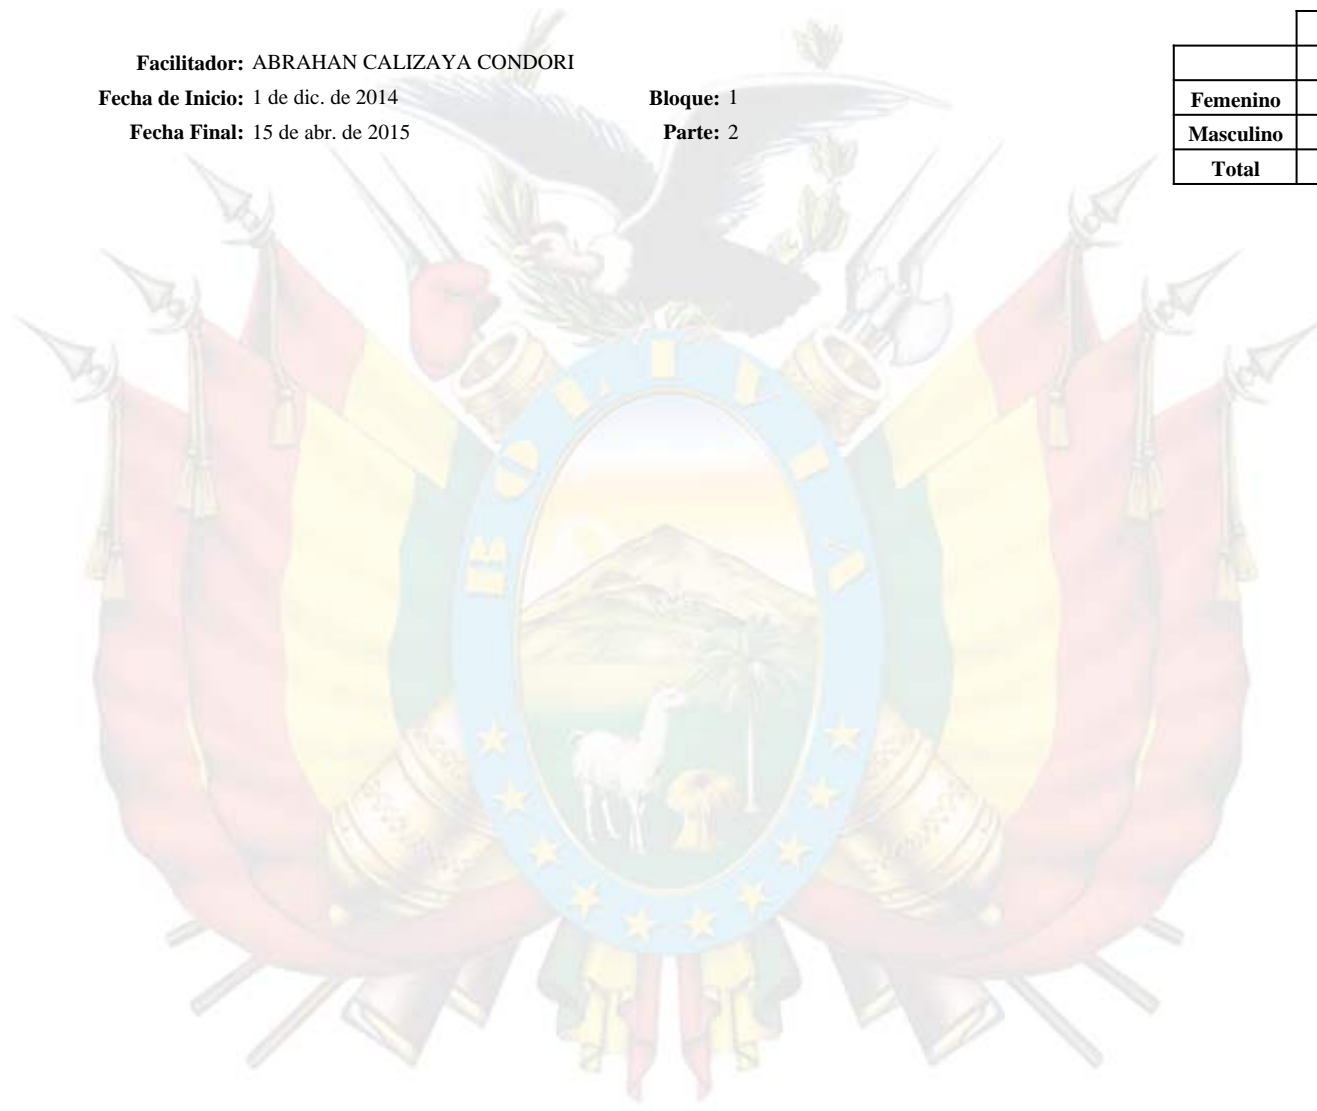 Facilitador: ABRAHAN CALIZAYA CONDORI
Fecha de Inicio: 1 de dic. de 2014 Bloque: 1
Fecha Final: 15 de abr. de 2015 Parte: 2
Femenino
Masculino
Total
BOLIVIA